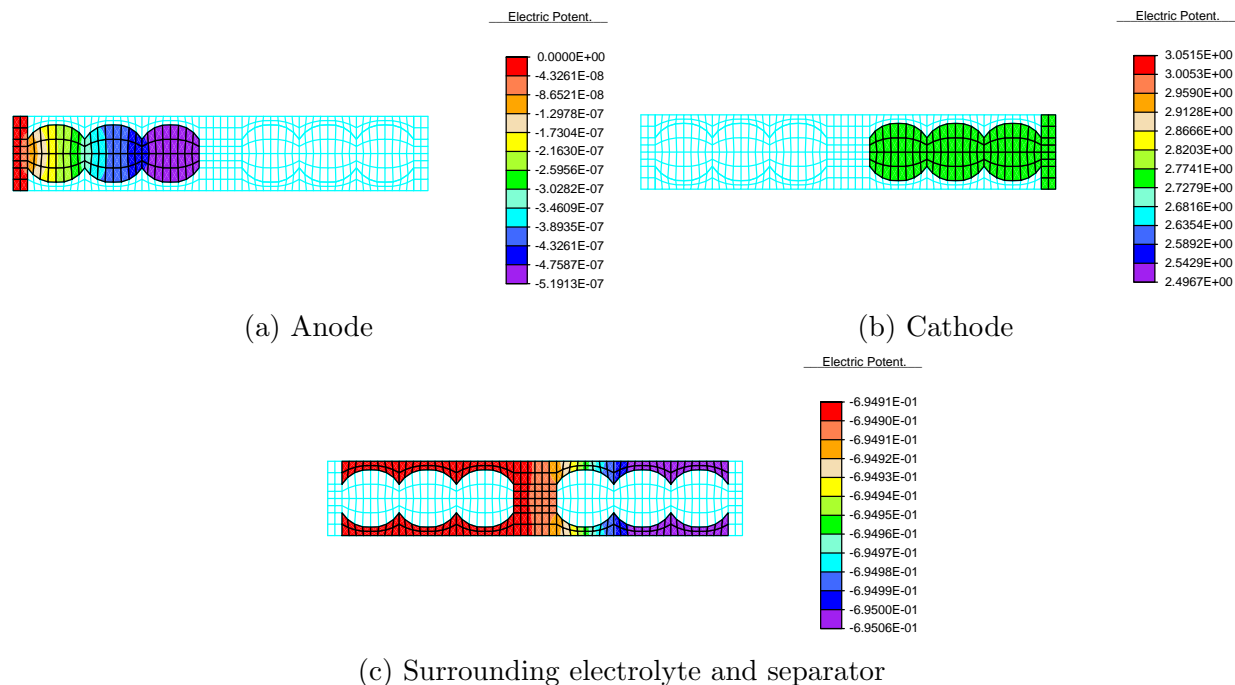 Electric Potent.
0.0000E+00
-4.3261E-08
-8.6521E-08
-1.2978E-07
-1.7304E-07
-2.1630E-07
-2.5956E-07
-3.0282E-07
-3.4609E-07
-3.8935E-07
-4.3261E-07
-4.7587E-07
-5.1913E-07
(a) Anode
Electric Potent.
3.0515E+00
3.0053E+00
2.9590E+00
2.9128E+00
2.8666E+00
2.8203E+00
2.7741E+00
2.7279E+00
2.6816E+00
2.6354E+00
2.5892E+00
2.5429E+00
2.4967E+00
(b) Cathode
Electric Potent.
-6.9491E-01
-6.9490E-01
-6.9491E-01
-6.9492E-01
-6.9493E-01
-6.9494E-01
-6.9495E-01
-6.9496E-01
-6.9497E-01
-6.9498E-01
-6.9499E-01
-6.9500E-01
-6.9506E-01
(c) Surrounding electrolyte and separator